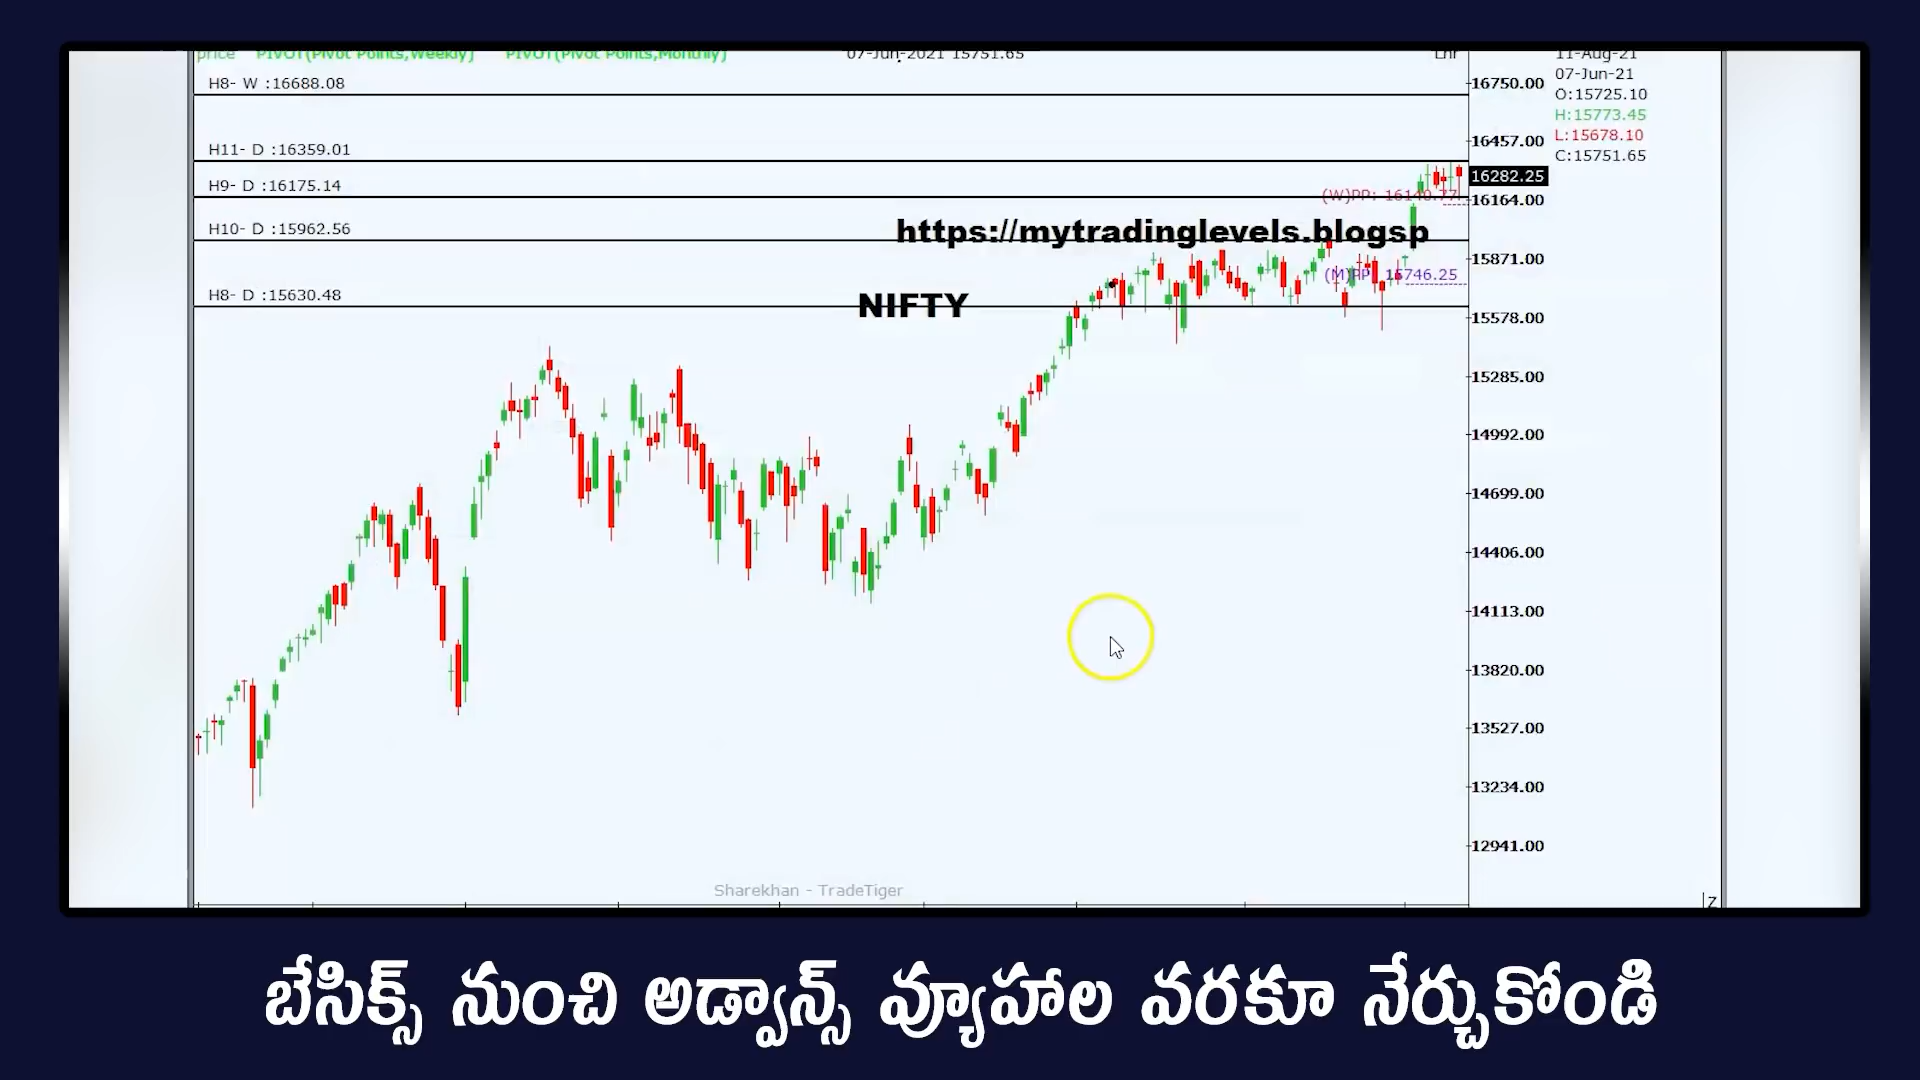 price PIVOT(Pivot Points,Weekly) PIVOT(Pivot Points,Monthly) 07-Jun-2021 15751.65
11-Aug-21
07-Jun-21
O:15725.10
H:15773.45
L:15678.10
C:15751.65
H8- W :16688.08
H11- D :16359.01
H9- D :16175.14
H10- D :15962.56
H8- D :15630.48
(W)PP: 16140.77
https://mytradinglevels.blogsp
(M)PP: 15746.25
NIFTY
16750.00
16457.00
16282.25
16164.00
15871.00
15578.00
15285.00
14992.00
14699.00
14406.00
14113.00
13820.00
13527.00
13234.00
12941.00
Sharekhan - TradeTiger
Z
బేసిక్స్ నుంచి అడ్వాన్స్ వ్యూహాల వరకూ నేర్చుకోండి